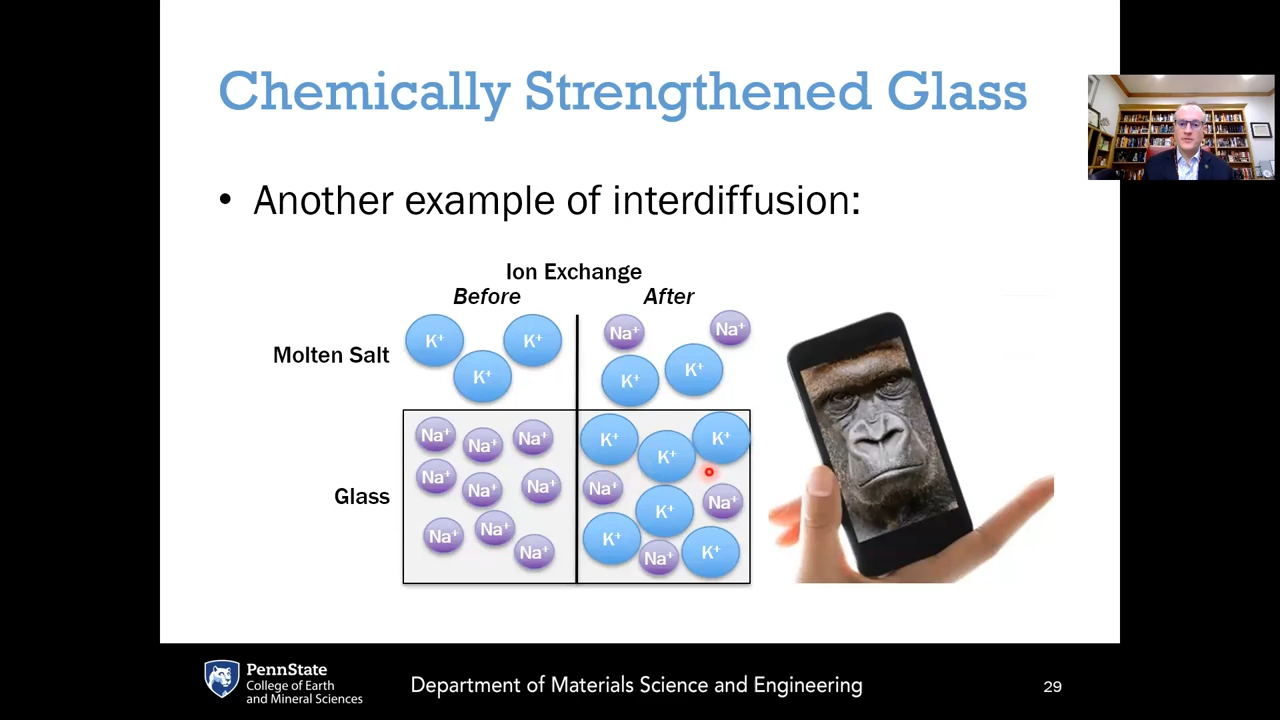 Chemically Strengthened Glass
• Another example of interdiffusion:
Ion Exchange
Before After
Molten Salt
K⁺ K⁺ K⁺
Na⁺ Na⁺ K⁺ K⁺
Glass
Na⁺ Na⁺ Na⁺
Na⁺ Na⁺ Na⁺
Na⁺ Na⁺ Na⁺
K⁺ K⁺ K⁺
Na⁺ K⁺ Na⁺
K⁺ Na⁺ K⁺
PennState
College of Earth
and Mineral Sciences
Department of Materials Science and Engineering
29